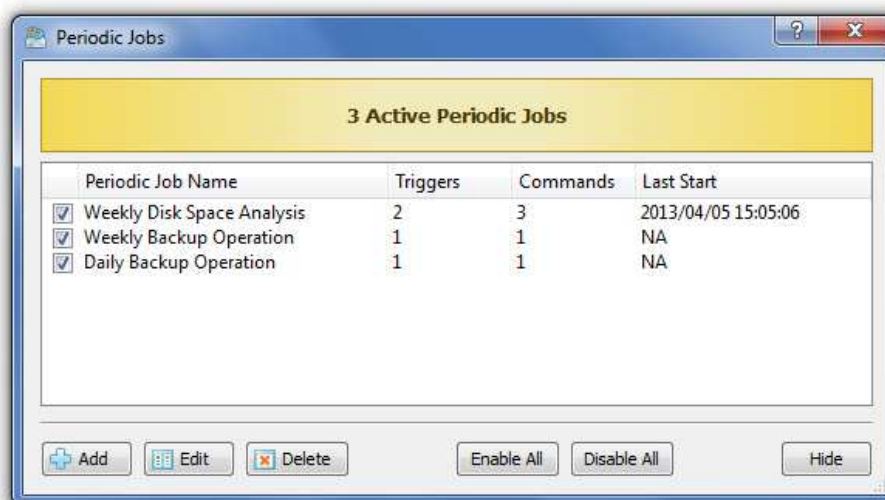 Periodic Jobs
3 Active Periodic Jobs
Periodic Job Name Triggers Commands Last Start
Weekly Disk Space Analysis 2 3 2013/04/05 15:05:06
Weekly Backup Operation 1 1 NA
Daily Backup Operation 1 1 NA
Add Edit Delete Enable All Disable All Hide